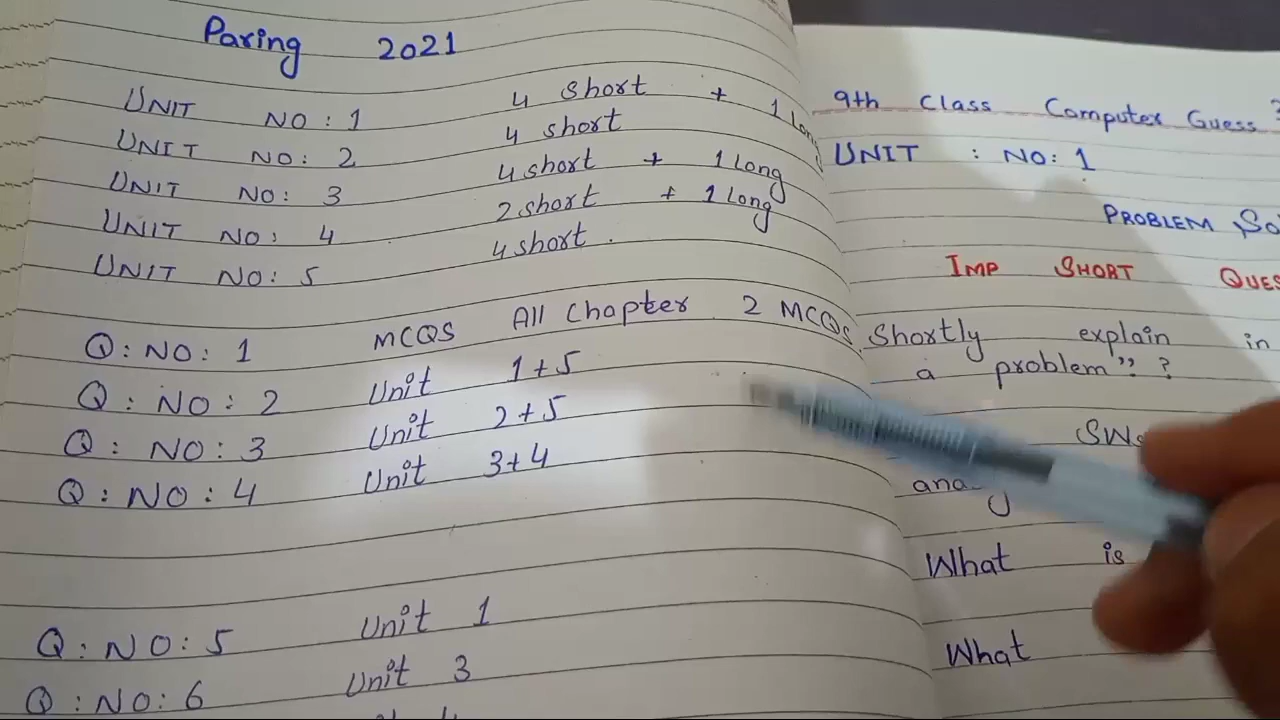 Paring 2021
UNIT NO: 1 4 short + 1
UNIT NO: 2 4 short
UNIT NO: 3 4 short + 1 Long
UNIT NO: 4 2 short + 1 Long
UNIT NO: 5 4 short.
Q: NO: 1 MCQS All Chapter 2 MCQS
Q: NO: 2 Unit 1+5
Q: NO: 3 Unit 2+5
Q: NO: 4 Unit 3+4
Q: NO: 5 Unit 1
Q: NO: 6 Unit 3
9th Class Computer Guess
UNIT : NO: 1
PROBLEM
IMP SHORT
Shortly explain in
a problem"?
What is
What